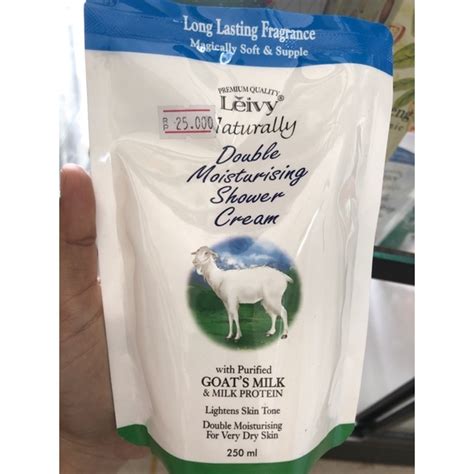 Long Lasting Fragrance
Magically Soft & Supple
PREMIUM QUALITY
Lĕivy®
Naturally
RP 25.000
Double
Moisturising
Shower
Cream
with Purified
GOAT'S MILK
& MILK PROTEIN
Lightens Skin Tone
Double Moisturising
For Very Dry Skin
250 ml